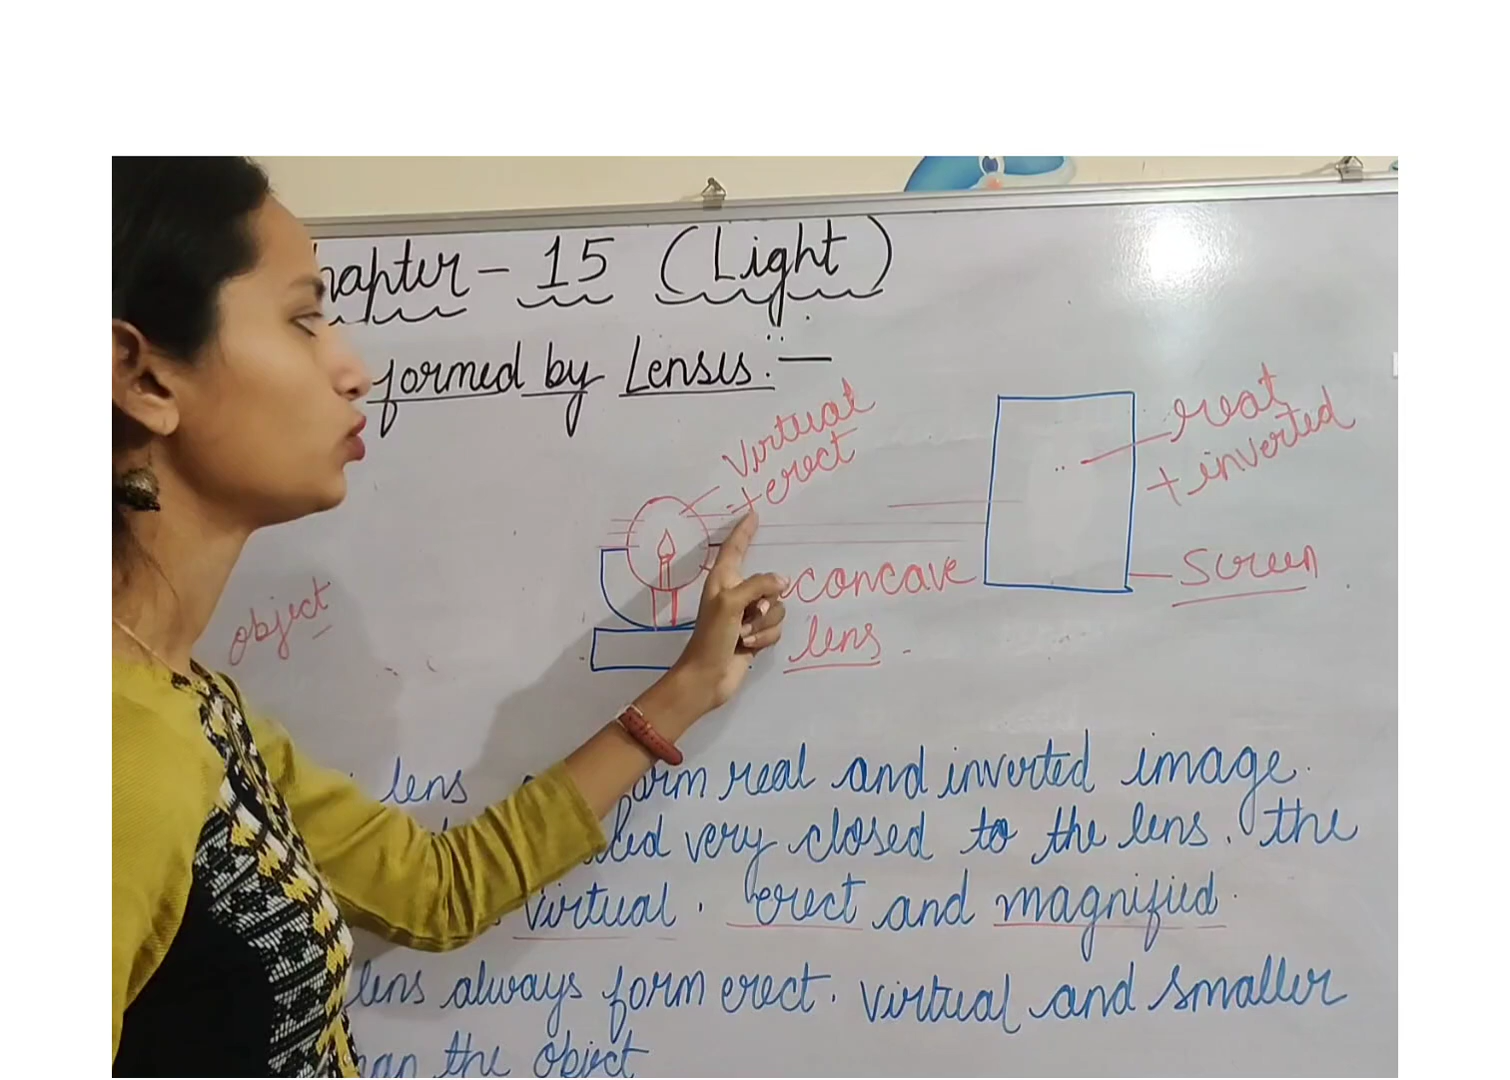 hapter - 15 (Light)
formed by Lenses :-
Virtual
+ erect
real
+ inverted
concave
lens.
Screen
object
lens orm real and inverted image.
very closed to the lens. The
virtual. erect and magnified.
lens always form erect. virtual and smaller
an the object